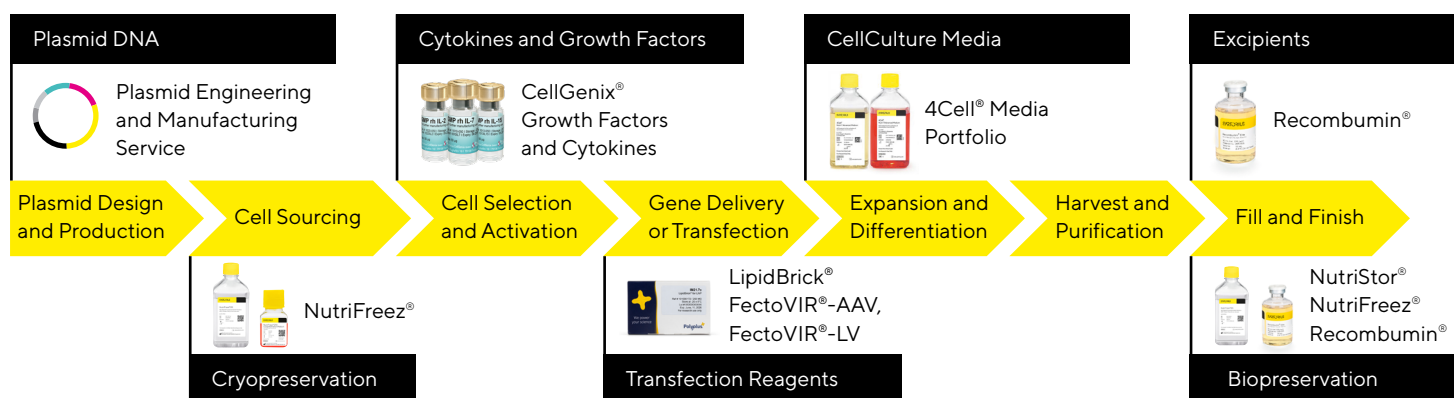 Plasmid DNA
Plasmid Engineering
and Manufacturing
Service
Cytokines and Growth Factors
CellGenix®
Growth Factors
and Cytokines
CellCulture Media
4Cell® Media
Portfolio
Excipients
Recombumin®
Plasmid Design
and Production
Cell Sourcing
Cell Selection
and Activation
Gene Delivery
or Transfection
Expansion and
Differentiation
Harvest and
Purification
Fill and Finish
NutriFreez®
Cryopreservation
Polyplus
LipidBrick®
FectoVIR®-AAV,
FectoVIR®-LV
Transfection Reagents
NutriStor®
NutriFreez®
Recombumin®
Biopreservation